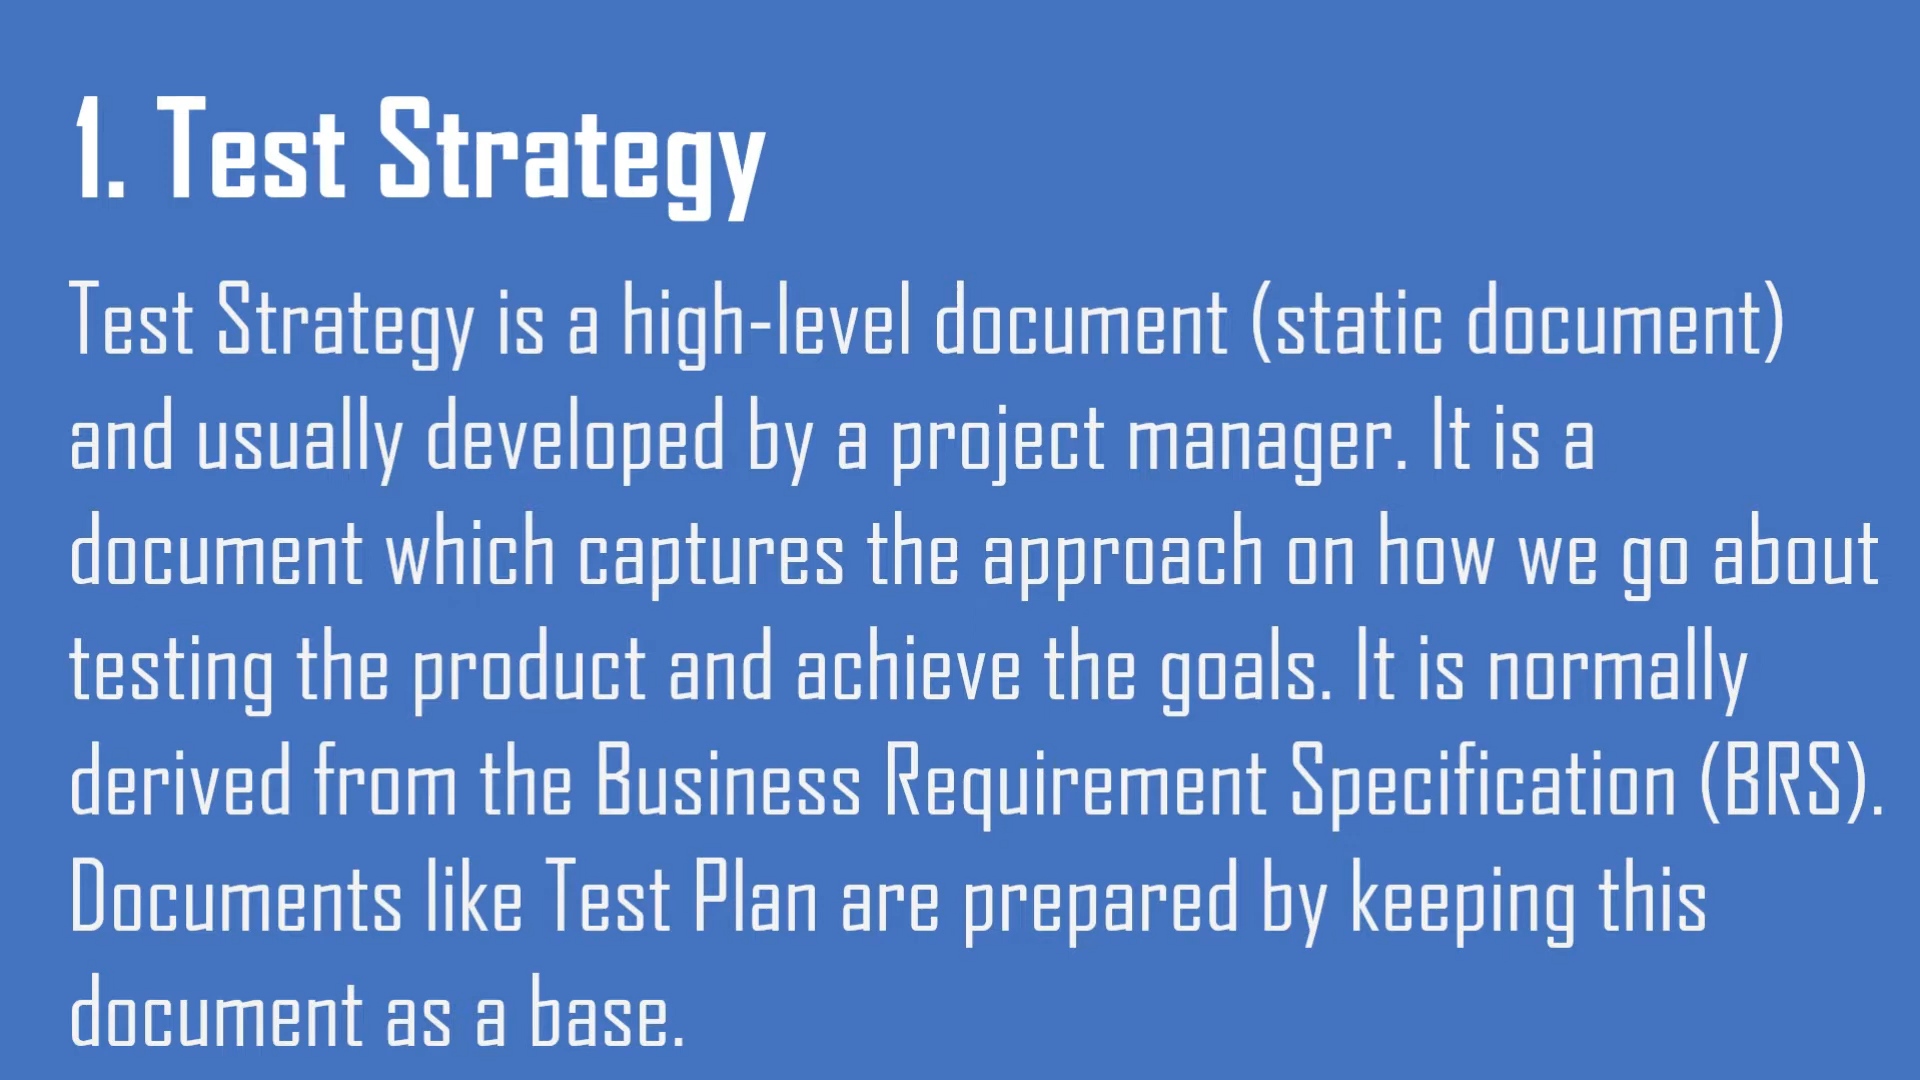 1. Test Strategy
Test Strategy is a high-level document (static document)
and usually developed by a project manager. It is a
document which captures the approach on how we go about
testing the product and achieve the goals. It is normally
derived from the Business Requirement Specification (BRS).
Documents like Test Plan are prepared by keeping this
document as a base.